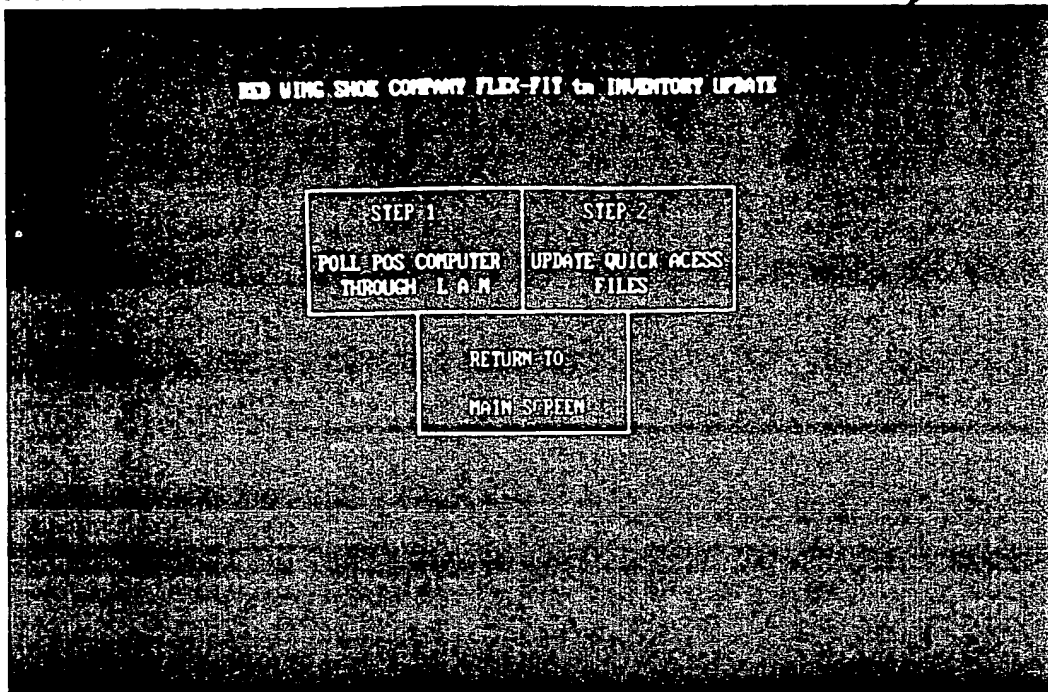 RED WING SHOE COMPANY FLEX-FIT tm INVENTORY UPDATE
STEP 1
POLL POS COMPUTER
THROUGH L A N
STEP 2
UPDATE QUICK ACESS
FILES
RETURN TO
MAIN SCREEN